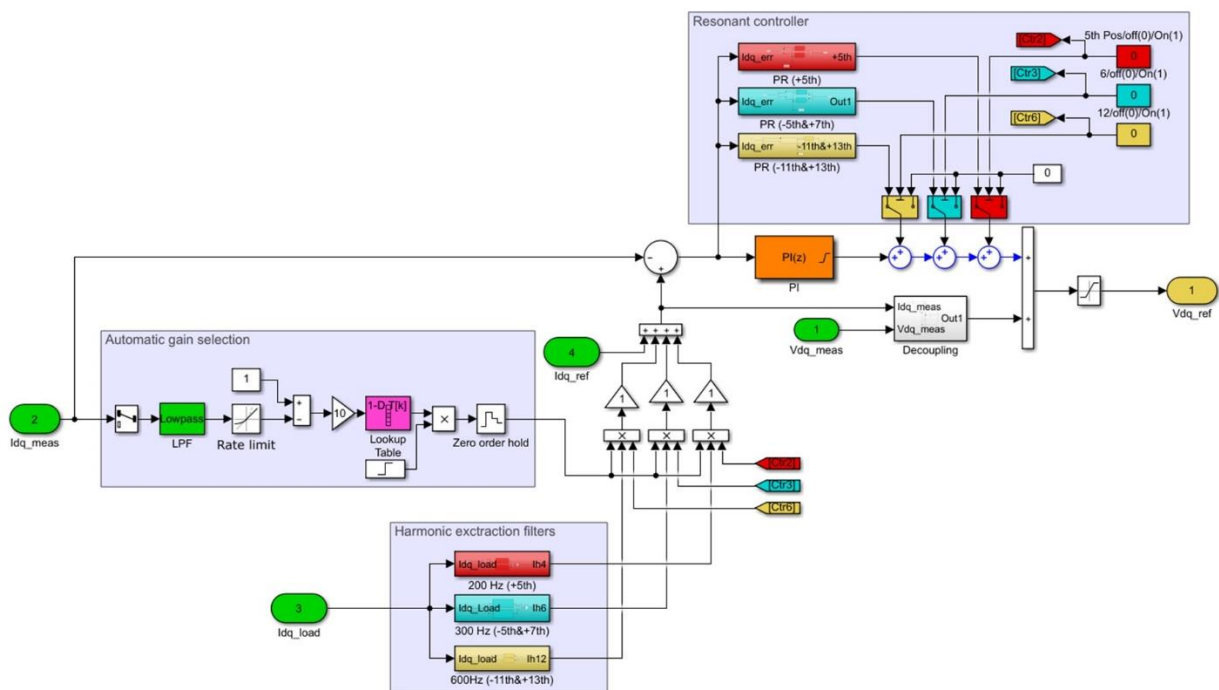 Resonant controller
[Ctr2]
5th Pos/off(0)/On(1)
0
Idq_err +5th
PR (+5th)
[Ctr3]
6/off(0)/On(1)
0
Idq_err Out1
PR (-5th&+7th)
[Ctr6]
12/off(0)/On(1)
0
Idq_err -11th&+13th
PR (-11th&+13th)
0
PI(z)
PI
Idq_meas
Vdq_meas
Out1
Decoupling
1
Vdq_meas
1
Vdq_ref
4
Idq_ref
1
1
1
Automatic gain selection
2
Idq_meas
Lowpass
LPF
Rate limit
1
10
1-D T[k]
Lookup
Table
Zero order hold
[Ctr2]
[Ctr3]
[Ctr6]
Harmonic exctraction filters
3
Idq_load
Idq_load Ih4
200 Hz (+5th)
Idq_Load Ih6
300 Hz (-5th&+7th)
Idq_load Ih12
600Hz (-11th&+13th)